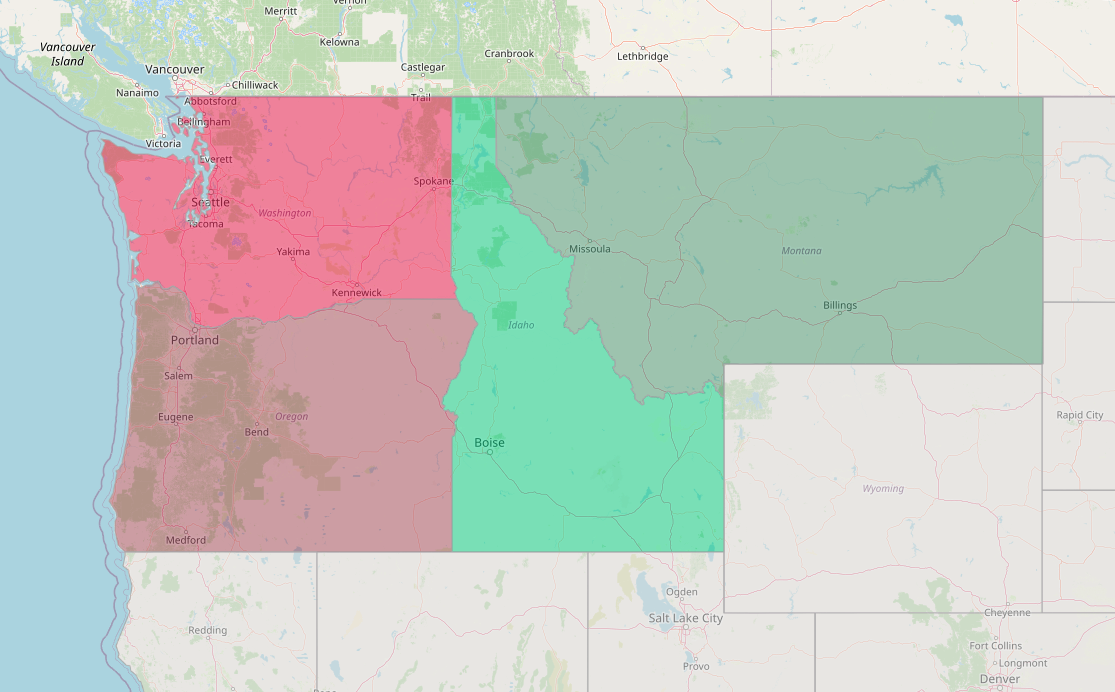 Vernon
Merritt
Kelowna
Vancouver
Island
Cranbrook
Lethbridge
Castlegar
Vancouver
Chilliwack
Nanaimo
Abbotsford
Trail
Bellingham
Victoria
Everett
Spokane
Seattle
Washington
Tacoma
Yakima
Missoula
Montana
Kennewick
Billings
Idaho
Portland
Salem
Eugene
Oregon
Bend
Rapid City
Boise
Wyoming
Medford
Ogden
Cheyenne
Salt Lake City
Redding
Fort Collins
Longmont
Provo
Denver